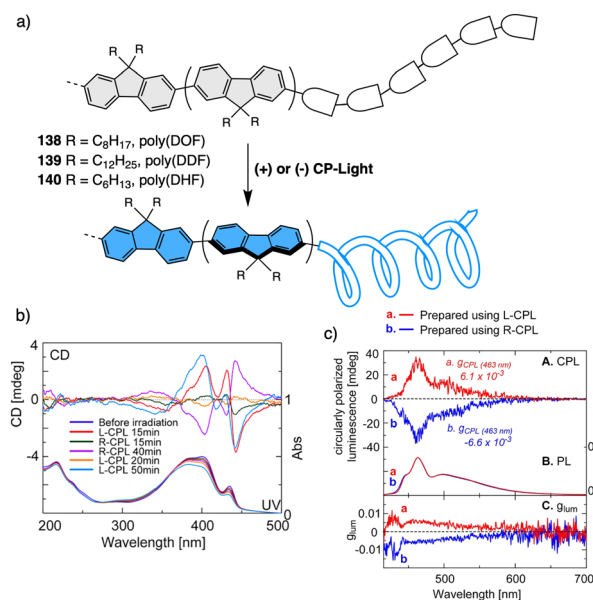 a)
R R
R R
138 R = C8H17, poly(DOF)
139 R = C12H25, poly(DDF)
140 R = C6H13, poly(DHF)
(+) or (-) CP-Light
R R
R R
b)
4
CD
CD [mdeg]
0
-4
1
Abs
Before irradiation
L-CPL 15min
R-CPL 15min
R-CPL 40min
L-CPL 20min
L-CPL 50min
UV
0
200 300 400 500
Wavelength [nm]
a. Prepared using L-CPL
b. Prepared using R-CPL
c)
circularly polarized
luminescence [mdeg]
40
20
0
-20
-40
A. CPL
a
a. gCPL (463 nm)
6.1 x 10-3
b
b. gCPL (463 nm)
-6.6 x 10-3
B. PL
a
b
0
0
C. glum
glum
0.01
0
-0.01
a
b
500 600 700
Wavelength [nm]